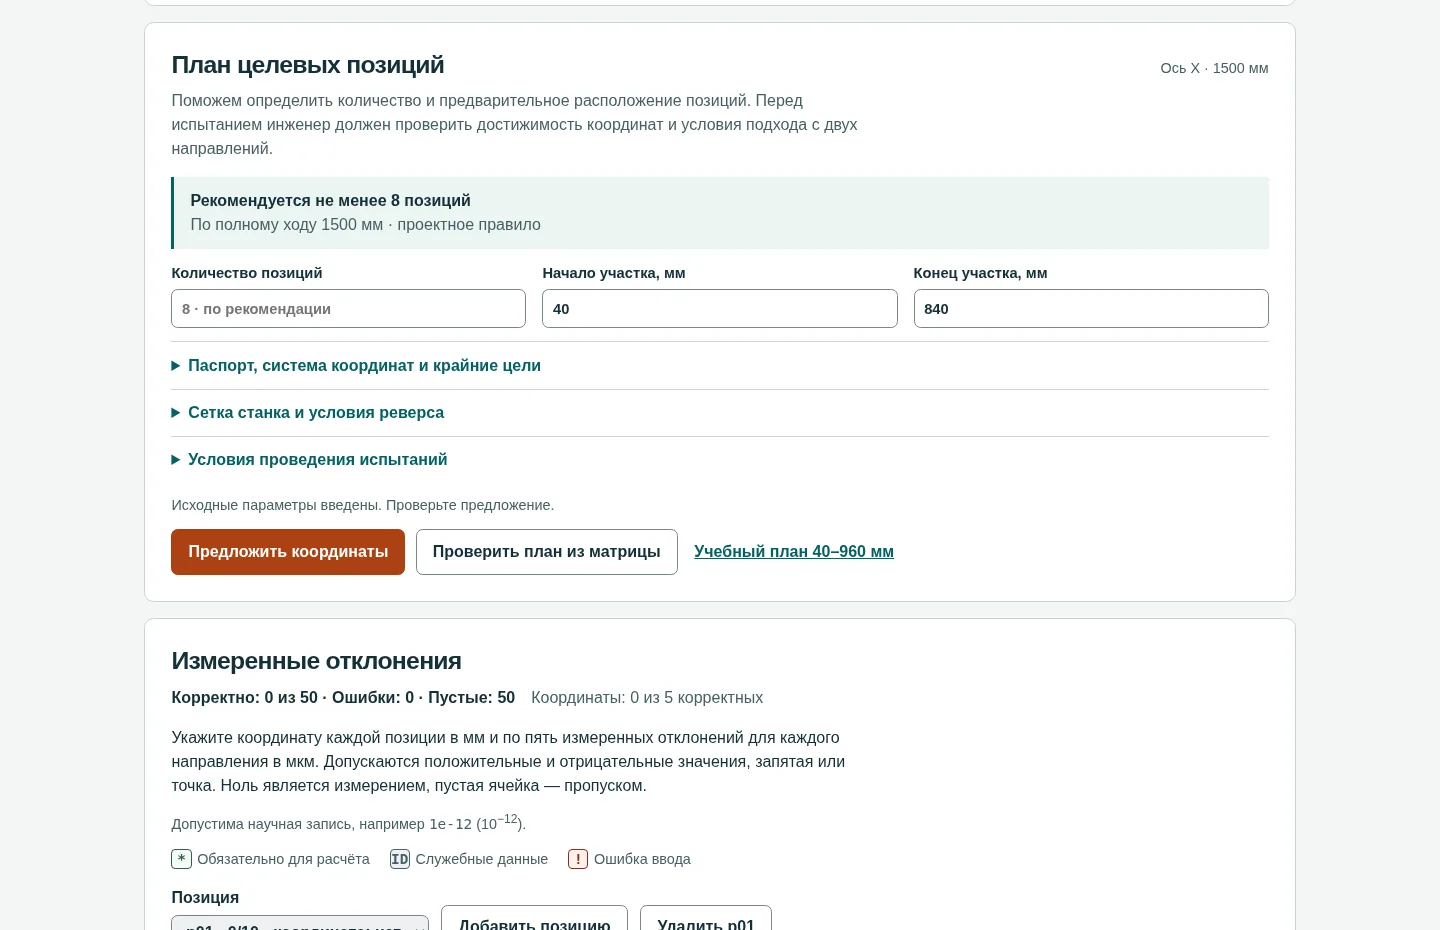 План целевых позиций
Ось X · 1500 мм
Поможем определить количество и предварительное расположение позиций. Перед
испытанием инженер должен проверить достижимость координат и условия подхода с двух
направлений.
Рекомендуется не менее 8 позиций
По полному ходу 1500 мм · проектное правило
Количество позиций
Начало участка, мм
Конец участка, мм
8 · по рекомендации
40
840
Паспорт, система координат и крайние цели
Сетка станка и условия реверса
Условия проведения испытаний
Исходные параметры введены. Проверьте предложение.
Предложить координаты
Проверить план из матрицы
Учебный план 40–960 мм
Измеренные отклонения
Корректно: 0 из 50 · Ошибки: 0 · Пустые: 50 Координаты: 0 из 5 корректных
Укажите координату каждой позиции в мм и по пять измеренных отклонений для каждого
направления в мкм. Допускаются положительные и отрицательные значения, запятая или
точка. Ноль является измерением, пустая ячейка — пропуском.
Допустима научная запись, например 1e-12 (10⁻¹²).
* Обязательно для расчёта
ID Служебные данные
! Ошибка ввода
Позиция
p01 · 0/10 · координата: нет
Добавить позицию
Удалить p01